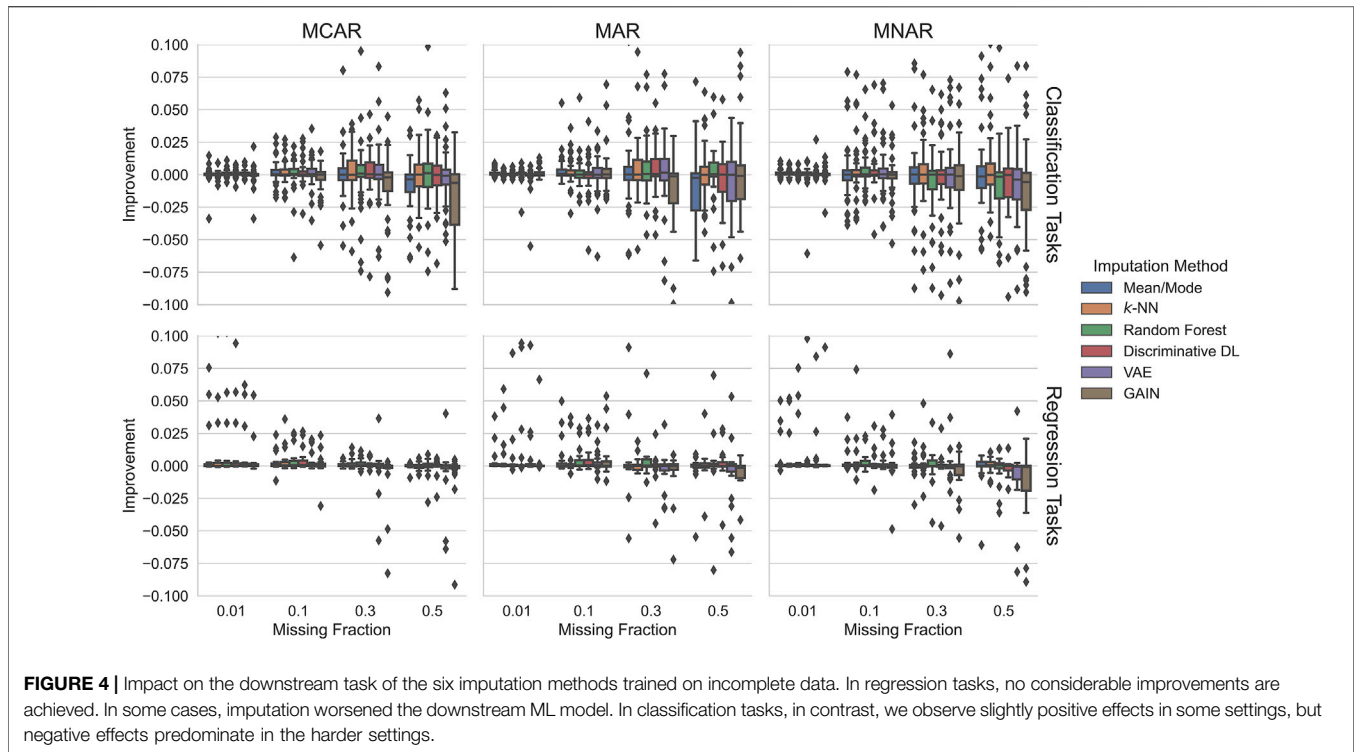 MCAR
MAR
MNAR
0.100
0.075
0.050
0.025
0.000
−0.025
−0.050
−0.075
−0.100
Improvement
Classification Tasks
0.100
0.075
0.050
0.025
0.000
−0.025
−0.050
−0.075
−0.100
Improvement
Regression Tasks
0.01 0.1 0.3 0.5
Missing Fraction
0.01 0.1 0.3 0.5
Missing Fraction
0.01 0.1 0.3 0.5
Missing Fraction
Imputation Method
Mean/Mode
k-NN
Random Forest
Discriminative DL
VAE
GAIN
FIGURE 4 | Impact on the downstream task of the six imputation methods trained on incomplete data. In regression tasks, no considerable improvements are
achieved. In some cases, imputation worsened the downstream ML model. In classification tasks, in contrast, we observe slightly positive effects in some settings, but
negative effects predominate in the harder settings.